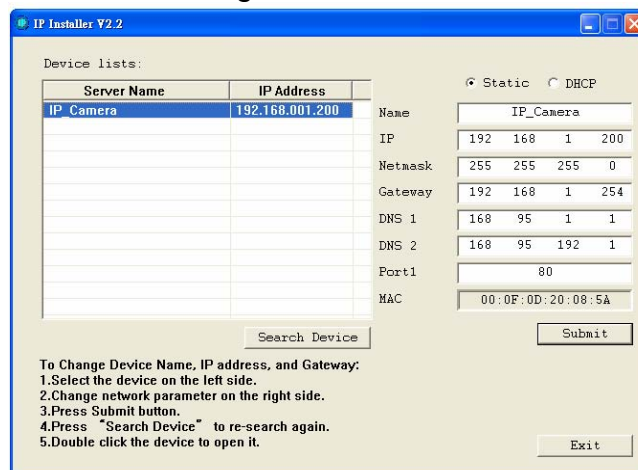 IP Installer V2.2
Device lists:
Server Name IP Address
IP_Camera 192.168.001.200
Static DHCP
Name IP_Camera
IP 192 168 1 200
Netmask 255 255 255 0
Gateway 192 168 1 254
DNS 1 168 95 1 1
DNS 2 168 95 192 1
Port1 80
MAC 00:0F:0D:20:08:5A
Search Device Submit
To Change Device Name, IP address, and Gateway:
1.Select the device on the left side.
2.Change network parameter on the right side.
3.Press Submit button.
4.Press “Search Device” to re-search again.
5.Double click the device to open it.
Exit